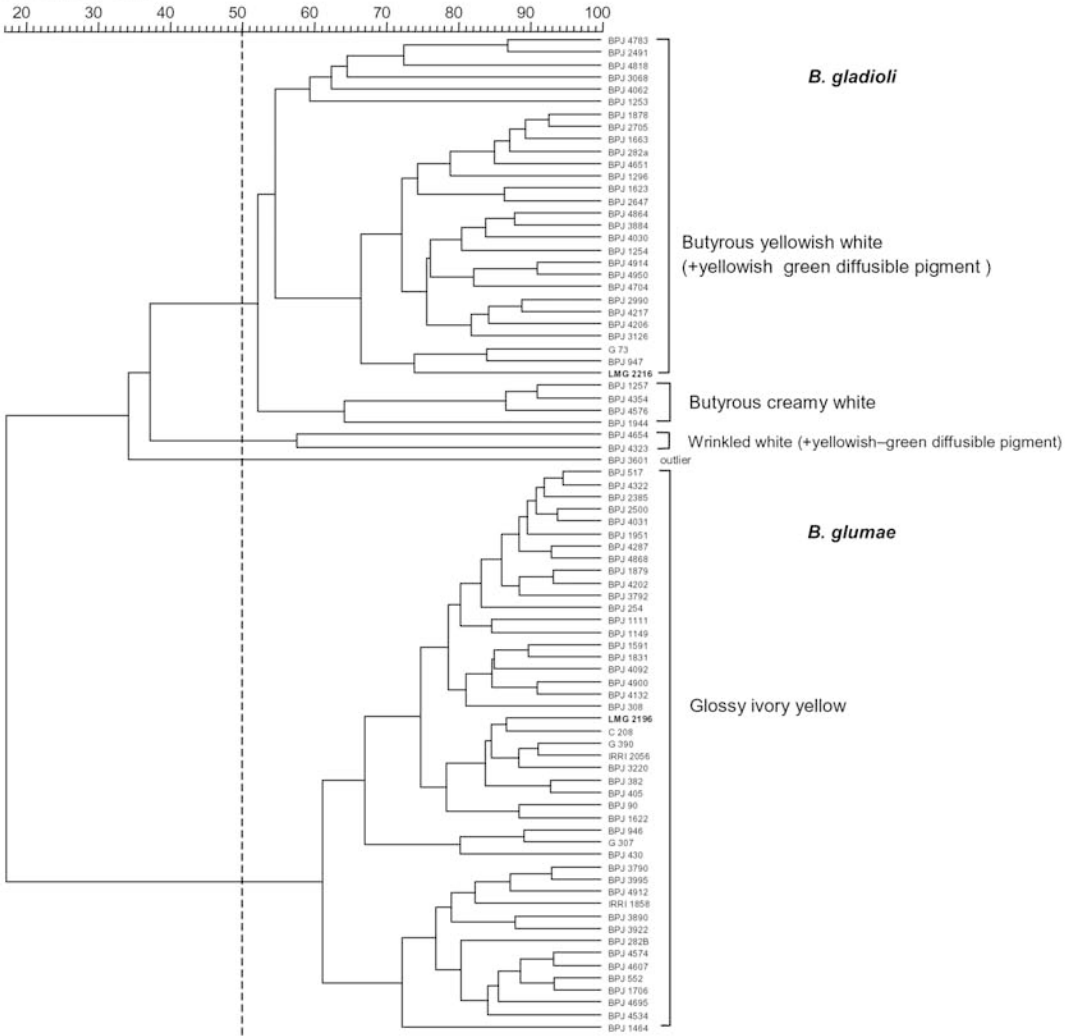 20 30 40 50 60 70 80 90 100
BPJ 4783
BPJ 2491
BPJ 4818
BPJ 3068
BPJ 4062
BPJ 1253
B. gladioli
BPJ 1878
BPJ 2705
BPJ 1663
BPJ 282a
BPJ 4651
BPJ 1296
BPJ 1623
BPJ 2647
BPJ 4864
BPJ 3884
BPJ 4030
BPJ 1254
BPJ 4914
BPJ 4950
BPJ 4704
BPJ 2990
BPJ 4217
BPJ 4206
BPJ 3126
G 73
BPJ 947
LMG 2216
Butyrous yellowish white
(+yellowish green diffusible pigment )
BPJ 1257
BPJ 4354
BPJ 4576
BPJ 1944
Butyrous creamy white
BPJ 4654
BPJ 4323
Wrinkled white (+yellowish–green diffusible pigment)
BPJ 3601 outlier
BPJ 517
BPJ 4322
BPJ 2385
BPJ 2500
BPJ 4031
BPJ 1951
B. glumae
BPJ 4287
BPJ 4868
BPJ 1879
BPJ 4202
BPJ 3792
BPJ 254
BPJ 1111
BPJ 1149
BPJ 1591
BPJ 1831
BPJ 4092
BPJ 4900
BPJ 4132
BPJ 308
Glossy ivory yellow
LMG 2196
C 208
G 390
IRRI 2056
BPJ 3220
BPJ 382
BPJ 405
BPJ 90
BPJ 1622
BPJ 946
G 307
BPJ 430
BPJ 3790
BPJ 3995
BPJ 4912
IRRI 1858
BPJ 3890
BPJ 3922
BPJ 282B
BPJ 4574
BPJ 4607
BPJ 552
BPJ 1706
BPJ 4695
BPJ 4534
BPJ 1464